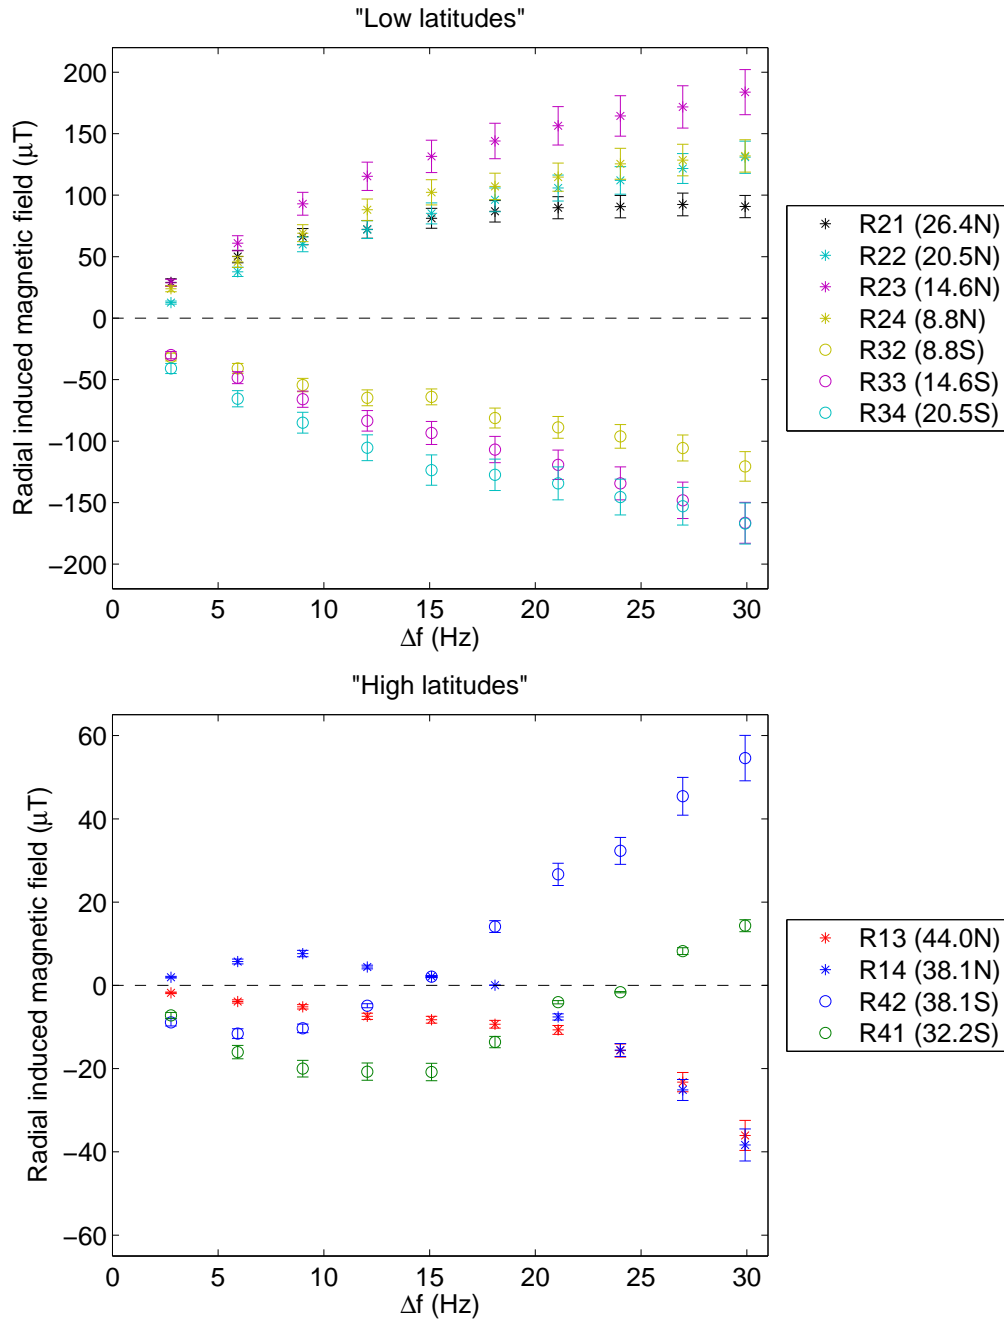 "Low latitudes"
Radial induced magnetic field (μT)
200
150
100
50
0
−50
−100
−150
−200
0 5 10 15 20 25 30
Δf (Hz)
R21 (26.4N)
R22 (20.5N)
R23 (14.6N)
R24 (8.8N)
R32 (8.8S)
R33 (14.6S)
R34 (20.5S)
"High latitudes"
Radial induced magnetic field (μT)
60
40
20
0
−20
−40
−60
0 5 10 15 20 25 30
Δf (Hz)
R13 (44.0N)
R14 (38.1N)
R42 (38.1S)
R41 (32.2S)